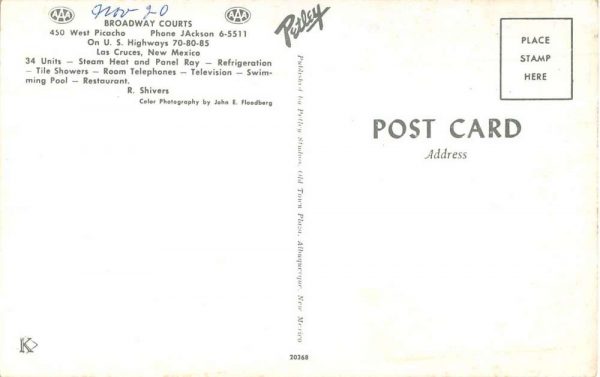 Nov 20
AAA
AAA
BROADWAY COURTS
450 West Picacho Phone JAckson 6-5511
On U. S. Highways 70-80-85
Las Cruces, New Mexico
34 Units — Steam Heat and Panel Ray — Refrigeration
— Tile Showers — Room Telephones — Television — Swim-
ming Pool — Restaurant.
R. Shivers
Color Photography by John E. Floodberg
Petley
Published by Petley Studios, Old Town Plaza, Albuquerque, New Mexico
20368
PLACE
STAMP
HERE
POST CARD
Address
K